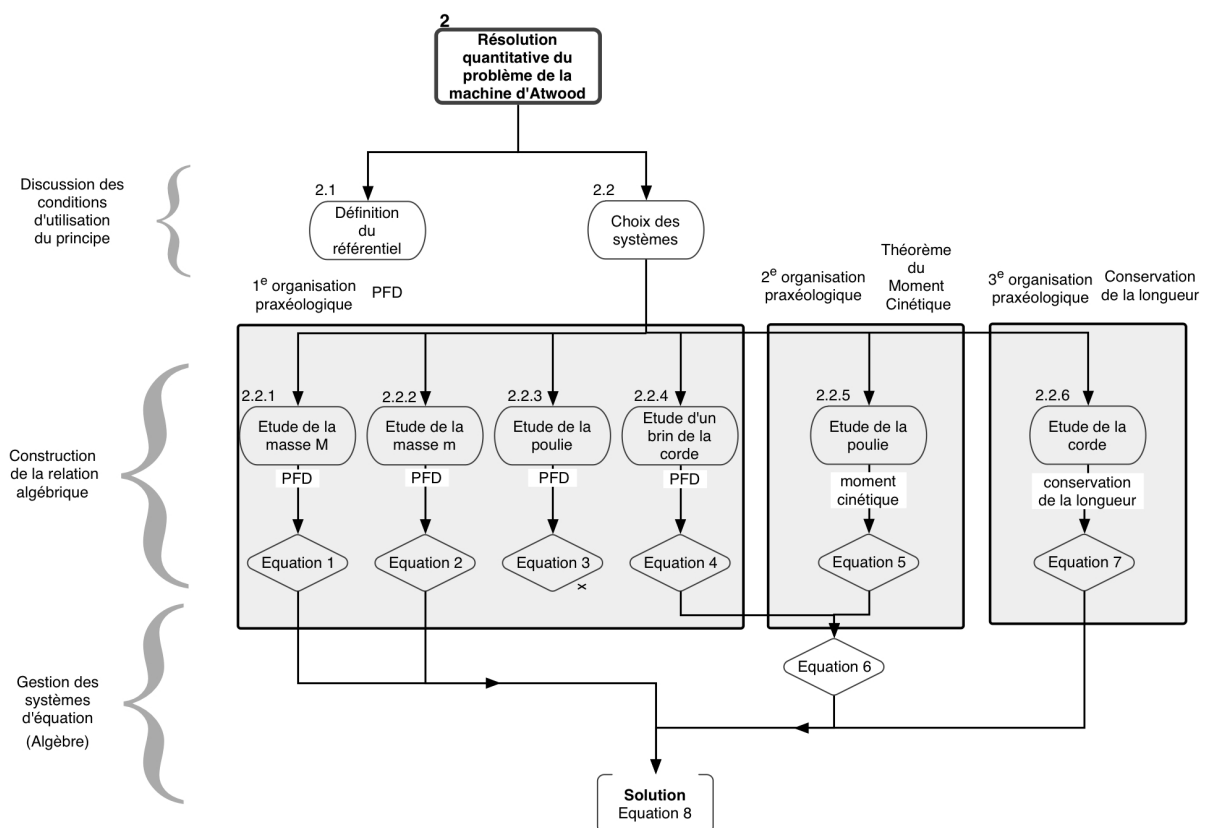 2
Résolution
quantitative du
problème de la
machine d'Atwood
Discussion des
conditions
d'utilisation
du principe
2.1
Définition
du
référentiel
2.2
Choix des
systèmes
1e organisation
praxéologique
PFD
2e organisation
praxéologique
Théorème
du
Moment
Cinétique
3e organisation
praxéologique
Conservation
de la longueur
Construction
de la relation
algébrique
2.2.1
Etude de la
masse M
PFD
Equation 1
2.2.2
Etude de la
masse m
PFD
Equation 2
2.2.3
Etude de la
poulie
PFD
Equation 3
x
2.2.4
Etude d'un
brin de la
corde
PFD
Equation 4
2.2.5
Etude de la
poulie
moment
cinétique
Equation 5
2.2.6
Etude de la
corde
conservation
de la longueur
Equation 7
Gestion des
systèmes
d'équation
(Algèbre)
Equation 6
Solution
Equation 8